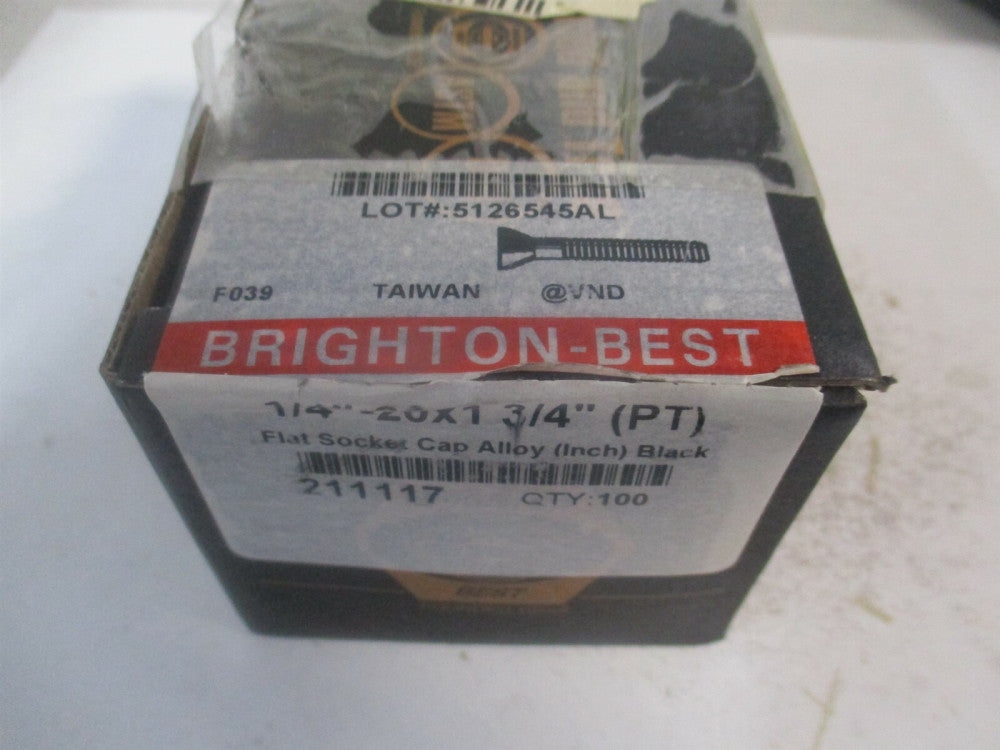 LOT#:5126545AL
F039 TAIWAN @VND
BRIGHTON-BEST
1/4"-20x1 3/4" (PT)
Flat Socket Cap Alloy (Inch) Black
211117 QTY:100
BEST